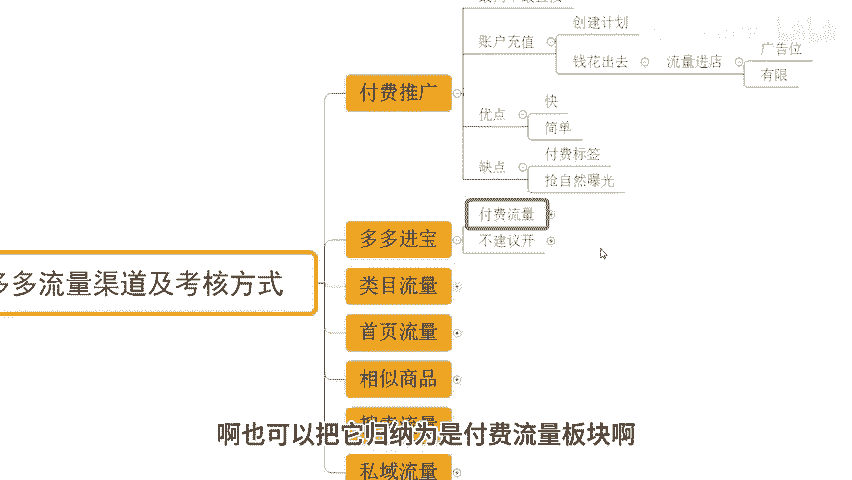 创建计划
账户充值
广告位
钱花出去
流量进店
有限
付费推广
快
优点
简单
付费标签
缺点
抢自然曝光
付费流量
多多进宝
不建议开
多多流量渠道及考核方式
类目流量
首页流量
相似商品
啊也可以把它归纳为是付费流量板块啊
私域流量